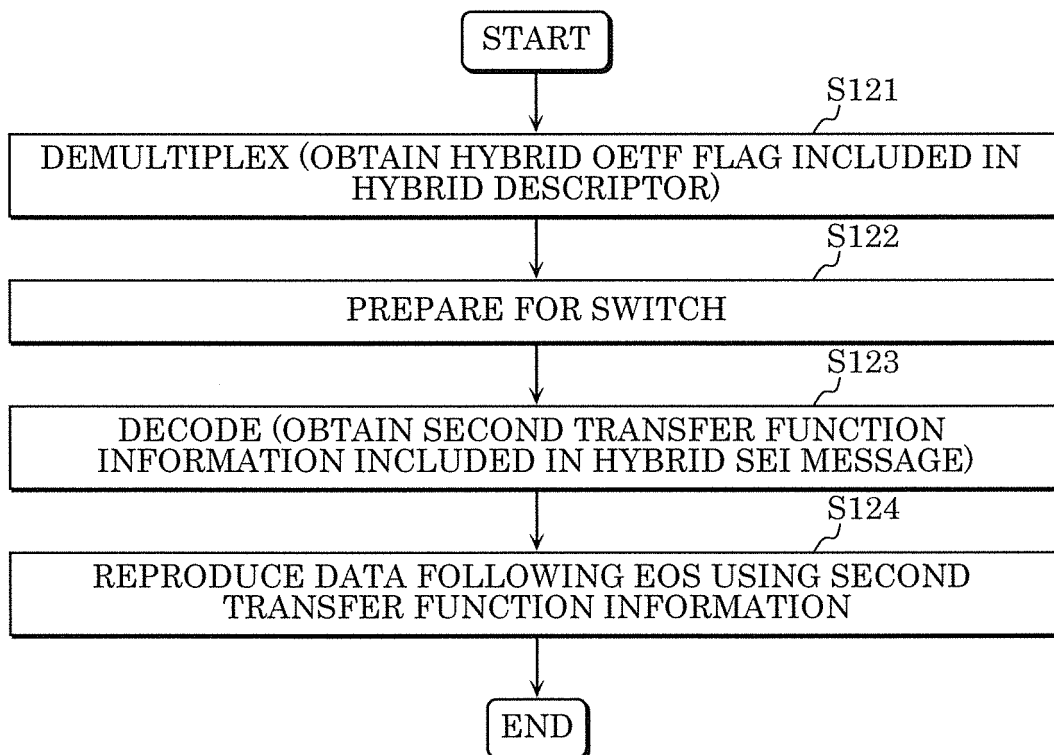 START
S121
DEMULTIPLEX (OBTAIN HYBRID OETF FLAG INCLUDED IN
HYBRID DESCRIPTOR)
S122
PREPARE FOR SWITCH
S123
DECODE (OBTAIN SECOND TRANSFER FUNCTION
INFORMATION INCLUDED IN HYBRID SEI MESSAGE)
S124
REPRODUCE DATA FOLLOWING EOS USING SECOND
TRANSFER FUNCTION INFORMATION
END